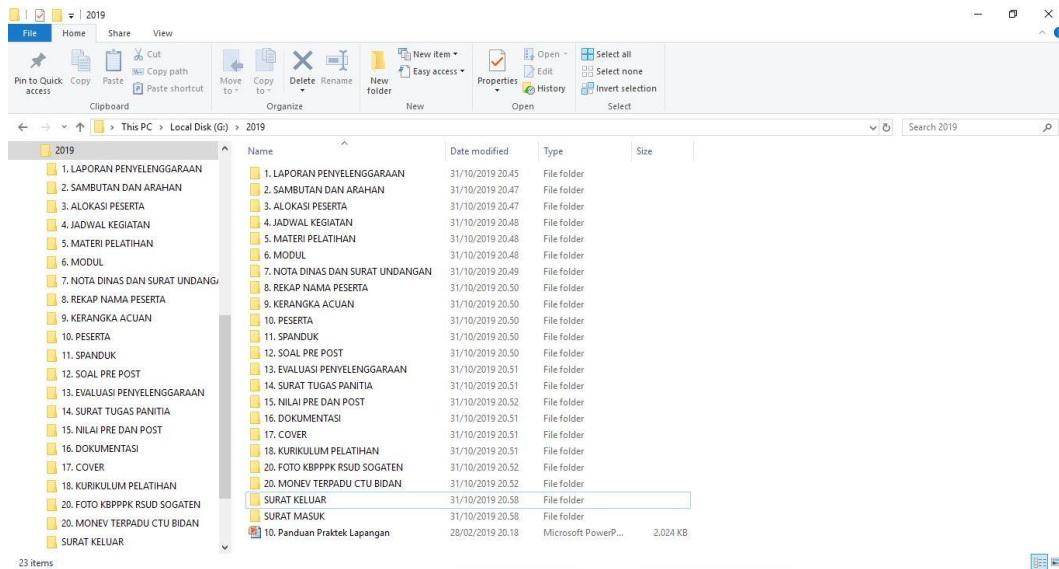 2019
File Home Share View
Pin to Quick access
Copy
Paste
Cut
Copy path
Paste shortcut
Clipboard
Move to
Copy to
Delete
Rename
Organize
New folder
New item
Easy access
New
Properties
Open
Edit
History
Open
Select all
Select none
Invert selection
Select
This PC > Local Disk (G:) > 2019
Search 2019
2019
1. LAPORAN PENYELENGGARAAN
2. SAMBUTAN DAN ARAHAN
3. ALOKASI PESERTA
4. JADWAL KEGIATAN
5. MATERI PELATIHAN
6. MODUL
7. NOTA DINAS DAN SURAT UNDANGA
8. REKAP NAMA PESERTA
9. KERANGKA ACUAN
10. PESERTA
11. SPANDUK
12. SOAL PRE POST
13. EVALUASI PENYELENGGARAAN
14. SURAT TUGAS PANITIA
15. NILAI PRE DAN POST
16. DOKUMENTASI
17. COVER
18. KURIKULUM PELATIHAN
20. FOTO KBPPPK RSUD SOGATEN
20. MONEV TERPADU CTU BIDAN
SURAT KELUAR
Name Date modified Type Size
1. LAPORAN PENYELENGGARAAN 31/10/2019 20.45 File folder
2. SAMBUTAN DAN ARAHAN 31/10/2019 20.47 File folder
3. ALOKASI PESERTA 31/10/2019 20.47 File folder
4. JADWAL KEGIATAN 31/10/2019 20.48 File folder
5. MATERI PELATIHAN 31/10/2019 20.48 File folder
6. MODUL 31/10/2019 20.48 File folder
7. NOTA DINAS DAN SURAT UNDANGAN 31/10/2019 20.49 File folder
8. REKAP NAMA PESERTA 31/10/2019 20.50 File folder
9. KERANGKA ACUAN 31/10/2019 20.50 File folder
10. PESERTA 31/10/2019 20.50 File folder
11. SPANDUK 31/10/2019 20.50 File folder
12. SOAL PRE POST 31/10/2019 20.50 File folder
13. EVALUASI PENYELENGGARAAN 31/10/2019 20.51 File folder
14. SURAT TUGAS PANITIA 31/10/2019 20.51 File folder
15. NILAI PRE DAN POST 31/10/2019 20.52 File folder
16. DOKUMENTASI 31/10/2019 20.51 File folder
17. COVER 31/10/2019 20.51 File folder
18. KURIKULUM PELATIHAN 31/10/2019 20.51 File folder
20. FOTO KBPPPK RSUD SOGATEN 31/10/2019 20.52 File folder
20. MONEV TERPADU CTU BIDAN 31/10/2019 20.52 File folder
SURAT KELUAR 31/10/2019 20.58 File folder
SURAT MASUK 31/10/2019 20.58 File folder
10. Panduan Praktek Lapangan 28/02/2019 20.18 Microsoft PowerP... 2.024 KB
23 items